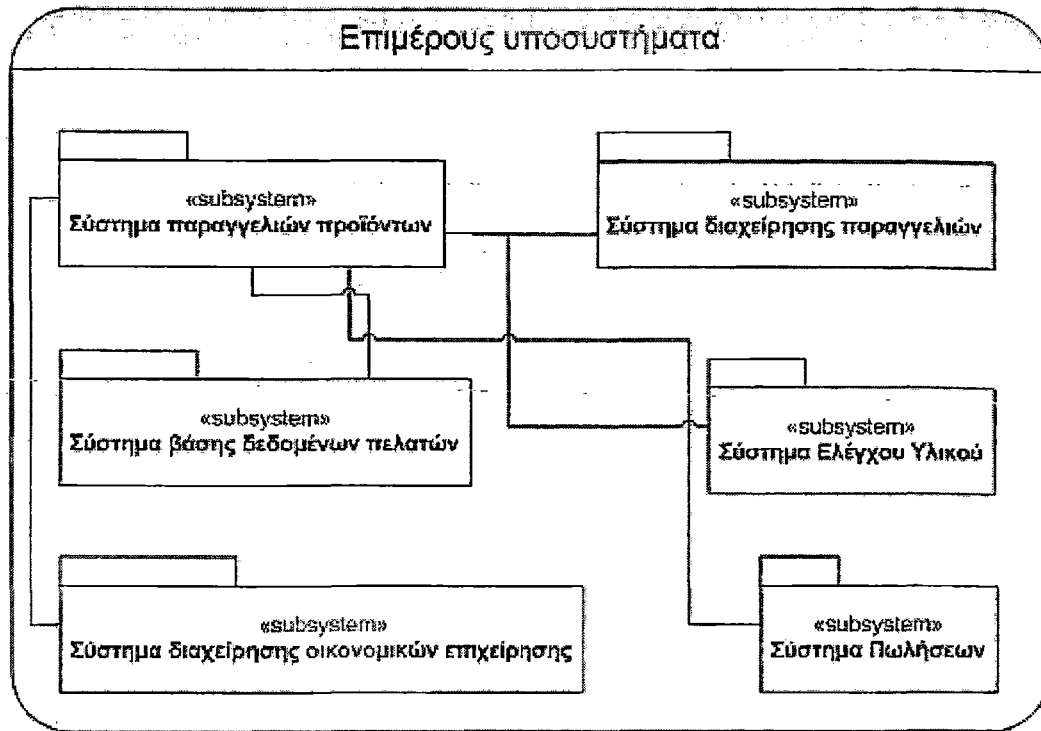 Επιμέρους υποσυστήματα
«subsystem»
Σύστημα παραγγελιών προϊόντων
«subsystem»
Σύστημα διαχείρησης παραγγελιών
«subsystem»
Σύστημα βάσης δεδομένων πελατών
«subsystem»
Σύστημα Ελέγχου Υλικού
«subsystem»
Σύστημα διαχείρησης οικονομικών επιχείρησης
«subsystem»
Σύστημα Πωλήσεων